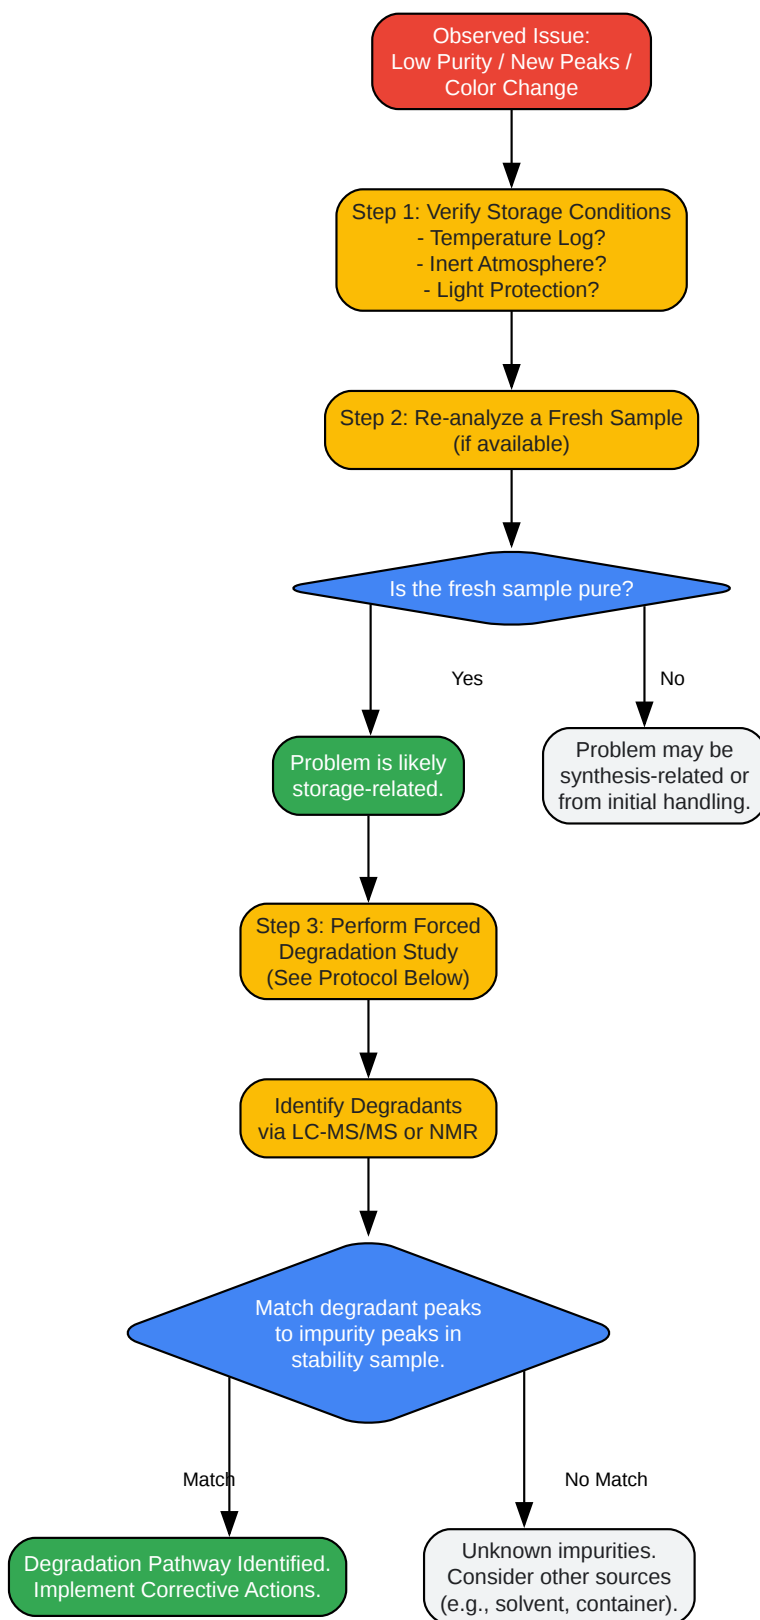 Observed Issue:
Low Purity / New Peaks /
Color Change
Step 1: Verify Storage Conditions
- Temperature Log?
- Inert Atmosphere?
- Light Protection?
Step 2: Re-analyze a Fresh Sample
(if available)
Is the fresh sample pure?
Yes
No
Problem is likely
storage-related.
Problem may be
synthesis-related or
from initial handling.
Step 3: Perform Forced
Degradation Study
(See Protocol Below)
Identify Degradants
via LC-MS/MS or NMR
Match degradant peaks
to impurity peaks in
stability sample.
Match
No Match
Degradation Pathway Identified.
Implement Corrective Actions.
Unknown impurities.
Consider other sources
(e.g., solvent, container).